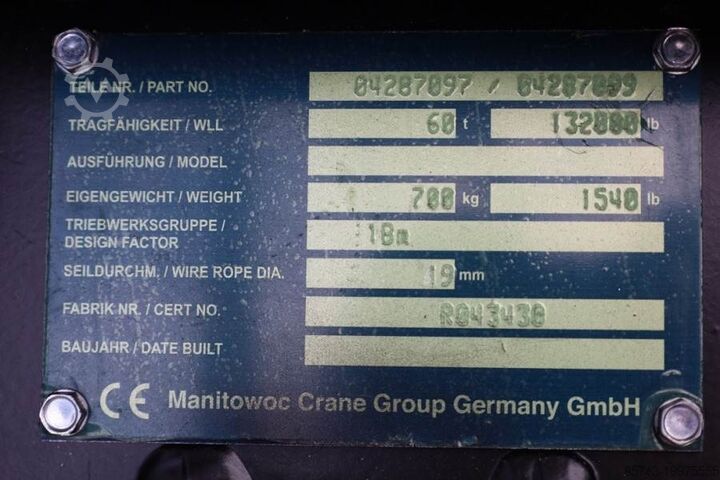 TEILE NR. / PART NO. 04287097 / 04287099
TRAGFÄHIGKEIT / WLL 60 t 132000 lb
AUSFÜHRUNG / MODEL
EIGENGEWICHT / WEIGHT 700 kg 1540 lb
TRIEBWERKSGRUPPE /
DESIGN FACTOR 1Bm
SEILDURCHM. / WIRE ROPE DIA. 19 mm
FABRIK NR. / CERT NO. R043430
BAUJAHR / DATE BUILT
CE Manitowoc Crane Group Germany GmbH